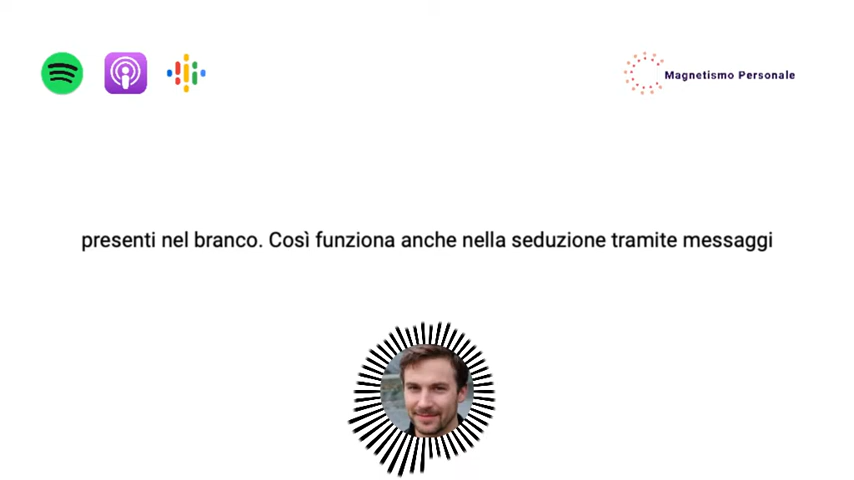 Magnetismo Personale
presenti nel branco. Così funziona anche nella seduzione tramite messaggi